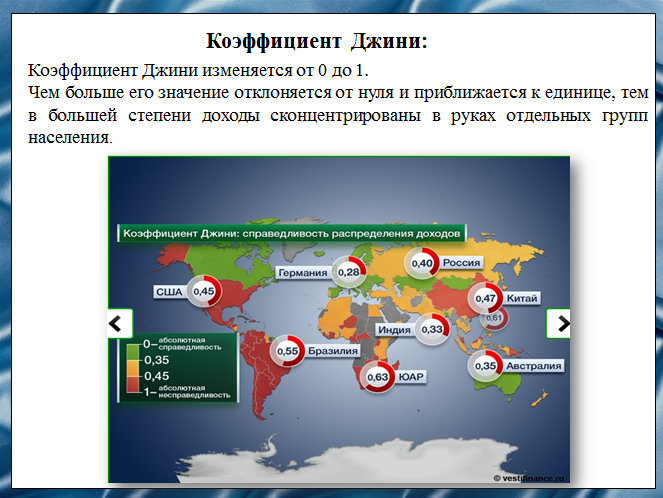 Коэффициент Джини:
Коэффициент Джини изменяется от 0 до 1.
Чем больше его значение отклоняется от нуля и приближается к единице, тем
в большей степени доходы сконцентрированы в руках отдельных групп
населения.
Коэффициент Джини: справедливость распределения доходов
0,40 Россия
Германия 0,28
США 0,45
0,47 Китай
0,61
Индия 0,33
0,55 Бразилия
0,35 Австралия
0,63 ЮАР
0– абсолютная
справедливость
0,35
0,45
1– абсолютная
несправедливость
© vestifinance.ru